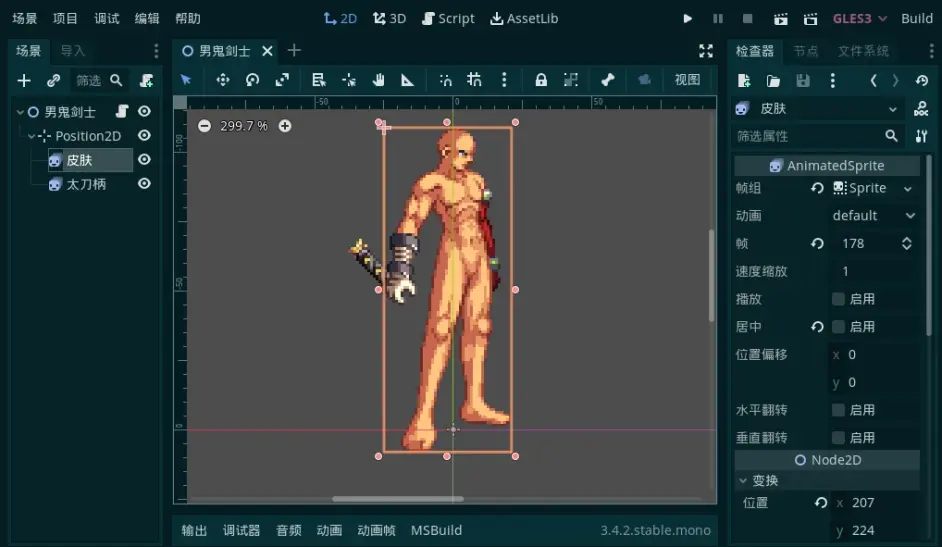 场景 项目 调试 编辑 帮助 2D 3D Script AssetLib GLES3 Build
场景 导入 男鬼剑士 检查器 节点 文件系统
筛选 视图
男鬼剑士
Position2D
皮肤
太刀柄
-50 0 50
299.7 %
-100
-50
0
皮肤
筛选属性
AnimatedSprite
帧组 Sprite
动画 default
帧 178
速度缩放 1
播放 启用
居中 启用
位置偏移 x 0
y 0
水平翻转 启用
垂直翻转 启用
Node2D
变换
位置 x 207
y 224
输出 调试器 音频 动画 动画帧 MSBuild 3.4.2.stable.mono